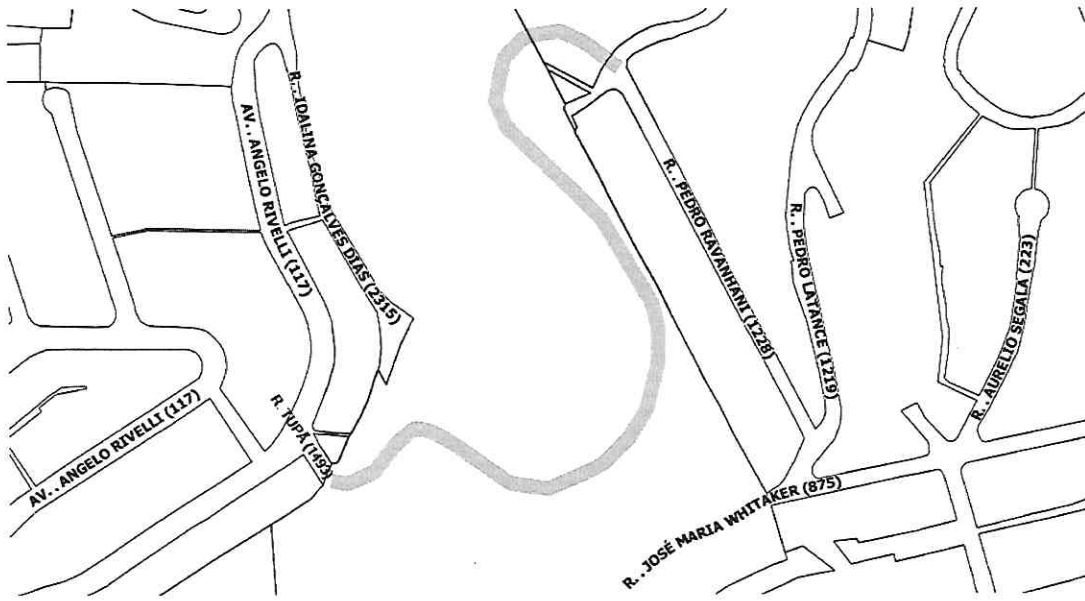 R. . IDALINA GONÇALVES DIAS (2315)
AV. . ANGELO RIVELLI (117)
R. . PEDRO RAVANHANI (1228)
R. . PEDRO LATANCE (1219)
R. . AURELIO SEGALA (223)
AV. . ANGELO RIVELLI (117)
R. TUPÃ (1493)
R. . JOSÉ MARIA WHITAKER (875)